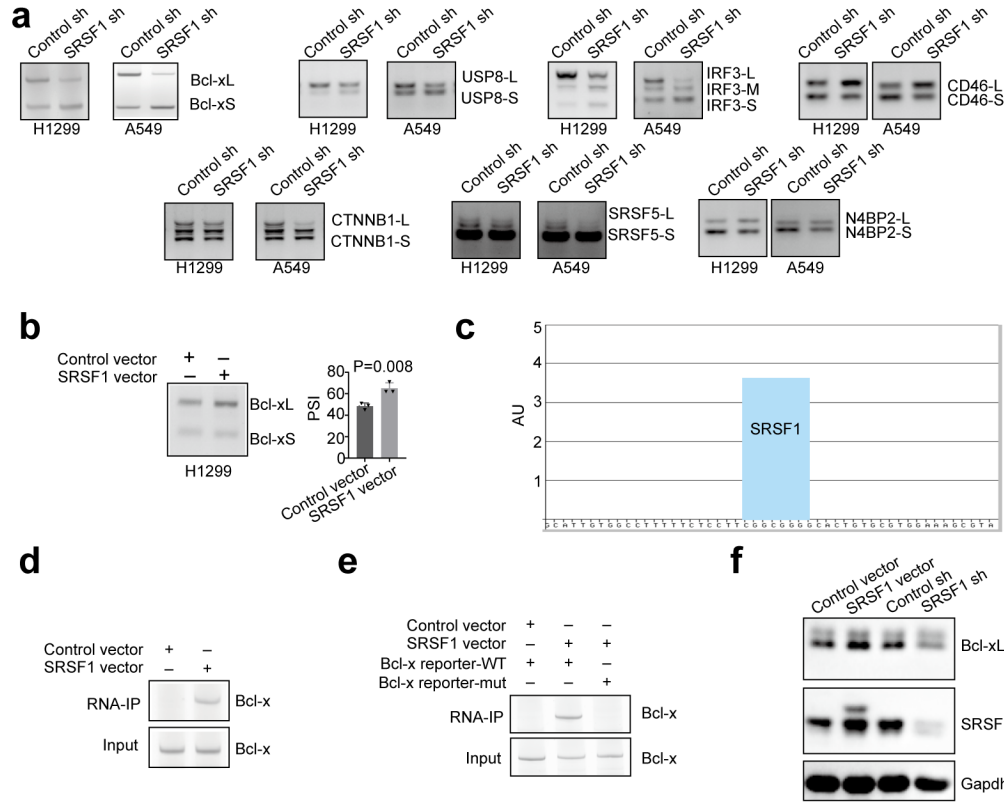 a
Control sh
SRSF1 sh
Control sh
SRSF1 sh
Bcl-xL
Bcl-xS
H1299
A549
Control sh
SRSF1 sh
Control sh
SRSF1 sh
USP8-L
USP8-S
H1299
A549
Control sh
SRSF1 sh
Control sh
SRSF1 sh
IRF3-L
IRF3-M
IRF3-S
H1299
A549
Control sh
SRSF1 sh
Control sh
SRSF1 sh
CD46-L
CD46-S
H1299
A549
Control sh
SRSF1 sh
Control sh
SRSF1 sh
CTNNB1-L
CTNNB1-S
H1299
A549
Control sh
SRSF1 sh
Control sh
SRSF1 sh
SRSF5-L
SRSF5-S
H1299
A549
Control sh
SRSF1 sh
Control sh
SRSF1 sh
N4BP2-L
N4BP2-S
H1299
A549
b
Control vector + –
SRSF1 vector – +
Bcl-xL
Bcl-xS
H1299
P=0.008
PSI
80
60
40
20
0
Control vector
SRSF1 vector
c
AU
5
4
3
2
1
SRSF1
GCATTGTGGCCTTTTTCTCCTTCGGCGGGGCACTGTGCGTGGAAAGCGTA
d
Control vector + –
SRSF1 vector – +
RNA-IP Bcl-x
Input Bcl-x
e
Control vector + – –
SRSF1 vector – + +
Bcl-x reporter-WT + + –
Bcl-x reporter-mut – – +
RNA-IP Bcl-x
Input Bcl-x
f
Control vector
SRSF1 vector
Control sh
SRSF1 sh
Bcl-xL
SRSF
Gapdh